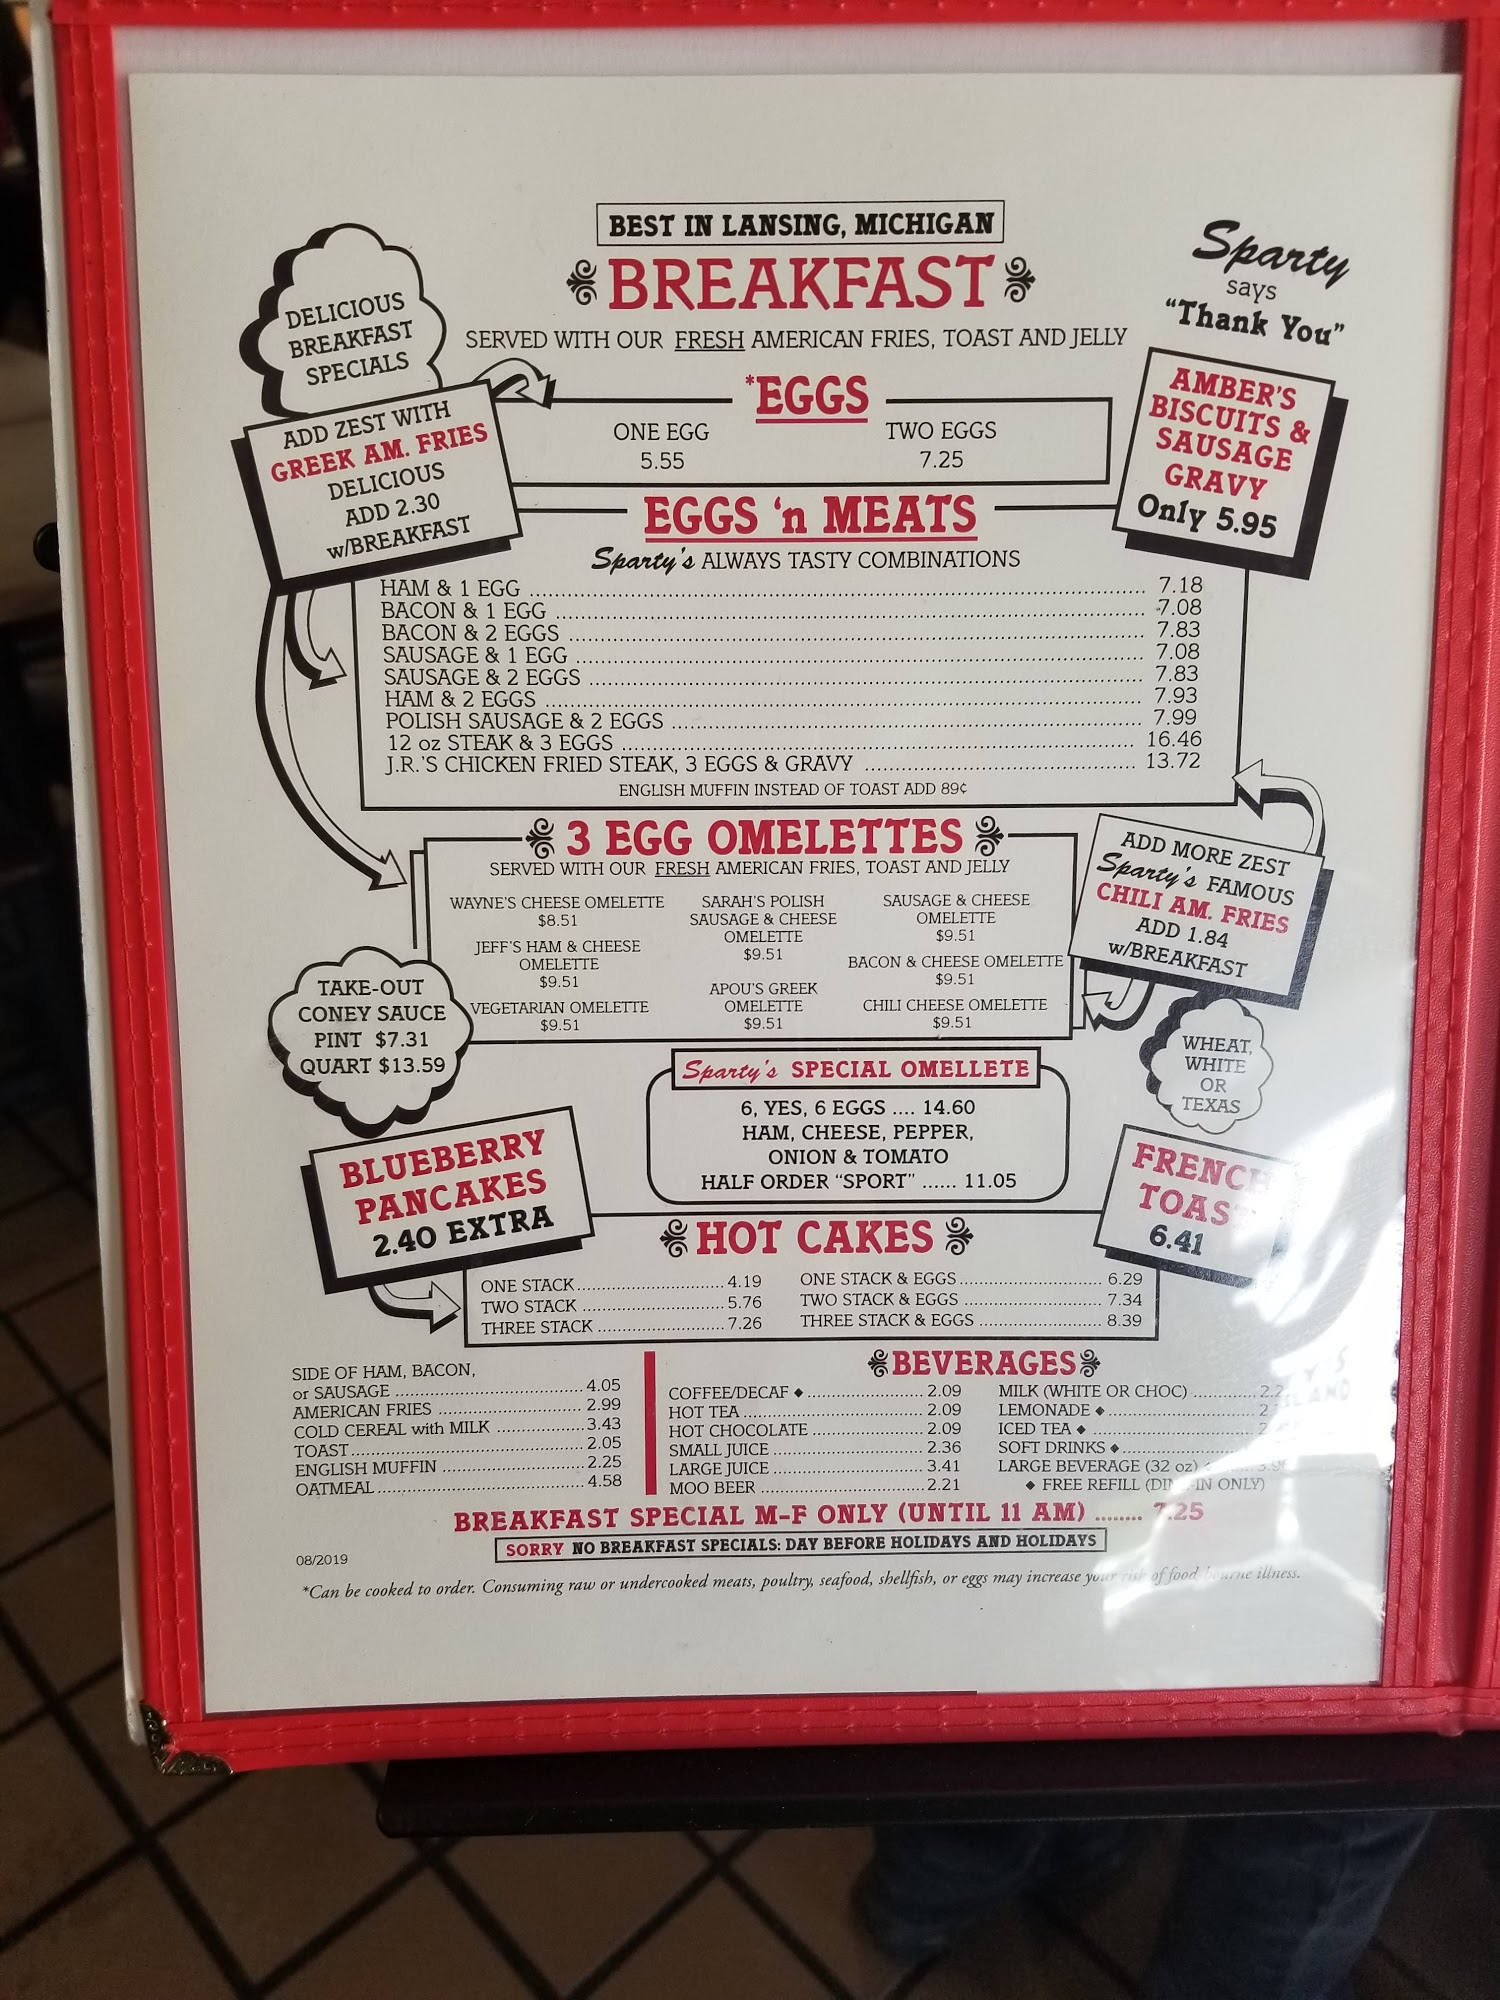 BEST IN LANSING, MICHIGAN
BREAKFAST
SERVED WITH OUR FRESH AMERICAN FRIES, TOAST AND JELLY
Sparty
says
"Thank You"
DELICIOUS
BREAKFAST
SPECIALS
ADD ZEST WITH
GREEK AM. FRIES
DELICIOUS
ADD 2.30
w/BREAKFAST
*EGGS
ONE EGG TWO EGGS
5.55 7.25
AMBER'S
BISCUITS &
SAUSAGE
GRAVY
Only 5.95
EGGS 'n MEATS
Sparty's ALWAYS TASTY COMBINATIONS
HAM & 1 EGG 7.18
BACON & 1 EGG 7.08
BACON & 2 EGGS 7.83
SAUSAGE & 1 EGG 7.08
SAUSAGE & 2 EGGS 7.83
HAM & 2 EGGS 7.93
POLISH SAUSAGE & 2 EGGS 7.99
12 oz STEAK & 3 EGGS 16.46
J.R.'S CHICKEN FRIED STEAK, 3 EGGS & GRAVY 13.72
ENGLISH MUFFIN INSTEAD OF TOAST ADD 89¢
3 EGG OMELETTES
SERVED WITH OUR FRESH AMERICAN FRIES, TOAST AND JELLY
WAYNE'S CHEESE OMELETTE
$8.51
JEFF'S HAM & CHEESE
OMELETTE
$9.51
VEGETARIAN OMELETTE
$9.51
SARAH'S POLISH
SAUSAGE & CHEESE
OMELETTE
$9.51
APOU'S GREEK
OMELETTE
$9.51
SAUSAGE & CHEESE
OMELETTE
$9.51
BACON & CHEESE OMELETTE
$9.51
CHILI CHEESE OMELETTE
$9.51
ADD MORE ZEST
Sparty's FAMOUS
CHILI AM. FRIES
ADD 1.84
w/BREAKFAST
TAKE-OUT
CONEY SAUCE
PINT $7.31
QUART $13.59
Sparty's SPECIAL OMELLETE
6, YES, 6 EGGS .... 14.60
HAM, CHEESE, PEPPER,
ONION & TOMATO
HALF ORDER "SPORT" ...... 11.05
WHEAT,
WHITE
OR
TEXAS
FRENCH
TOAST
6.41
BLUEBERRY
PANCAKES
2.40 EXTRA
HOT CAKES
ONE STACK 4.19
TWO STACK 5.76
THREE STACK 7.26
ONE STACK & EGGS 6.29
TWO STACK & EGGS 7.34
THREE STACK & EGGS 8.39
SIDE OF HAM, BACON,
or SAUSAGE 4.05
AMERICAN FRIES 2.99
COLD CEREAL with MILK 3.43
TOAST 2.05
ENGLISH MUFFIN 2.25
OATMEAL 4.58
BEVERAGES
COFFEE/DECAF ◆ 2.09
HOT TEA 2.09
HOT CHOCOLATE 2.09
SMALL JUICE 2.36
LARGE JUICE 3.41
MOO BEER 2.21
MILK (WHITE OR CHOC)
LEMONADE ◆
ICED TEA ◆
SOFT DRINKS ◆
LARGE BEVERAGE (32 oz)
◆ FREE REFILL (DINE-IN ONLY)
BREAKFAST SPECIAL M-F ONLY (UNTIL 11 AM) ........ 7.25
SORRY NO BREAKFAST SPECIALS: DAY BEFORE HOLIDAYS AND HOLIDAYS
08/2019
*Can be cooked to order. Consuming raw or undercooked meats, poultry, seafood, shellfish, or eggs may increase your risk of food bourne illness.